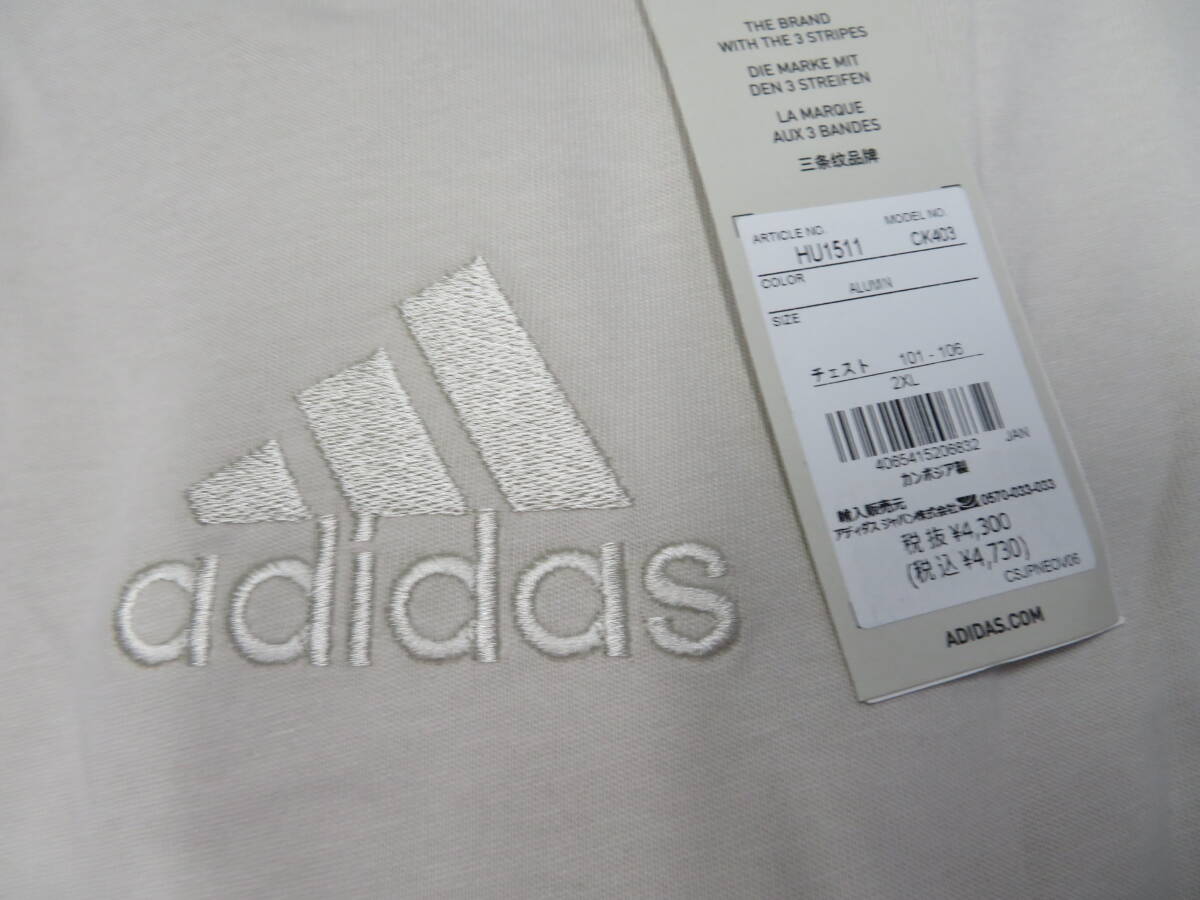 adidas
THE BRAND
WITH THE 3 STRIPES
DIE MARKE MIT
DEN 3 STREIFEN
LA MARQUE
AUX 3 BANDES
三条纹品牌
ARTICLE NO. MODEL NO.
HU1511 CK403
COLOR
ALUMIN
SIZE
チェスト 101 - 106
2XL
4065415206832 JAN
カンボジア製
輸入販売元
アディダス ジャパン株式会社 0570-033-033
税抜 ¥4,300
(税込 ¥4,730)
CSJPNEOV06
ADIDAS.COM